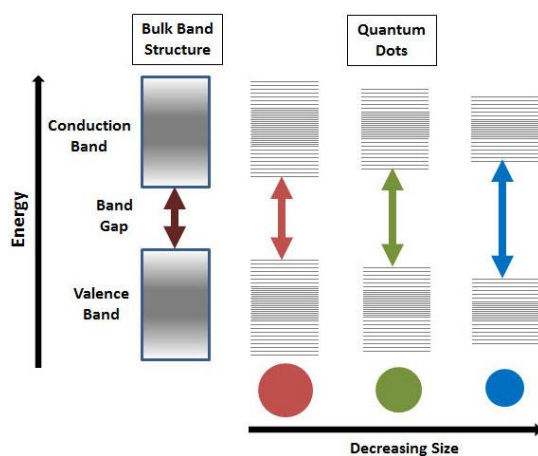 Bulk Band
Structure
Quantum
Dots
Conduction
Band
Band
Gap
Valence
Band
Energy
Decreasing Size